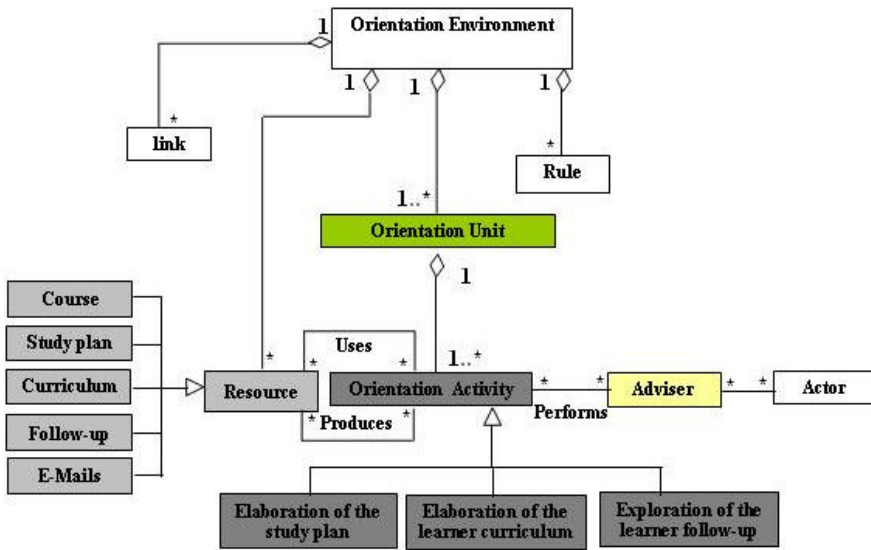 Orientation Environment
1
1
1
1
*
link
*
Rule
1..*
Orientation Unit
1
Course
Study plan
Curriculum
Follow-up
E-Mails
Uses
*
*
*
1..*
Resource
Orientation Activity
*
*
Adviser
*
*
Actor
*
Produces
*
Performs
Elaboration of the
study plan
Elaboration of the
learner curriculum
Exploration of the
learner follow-up